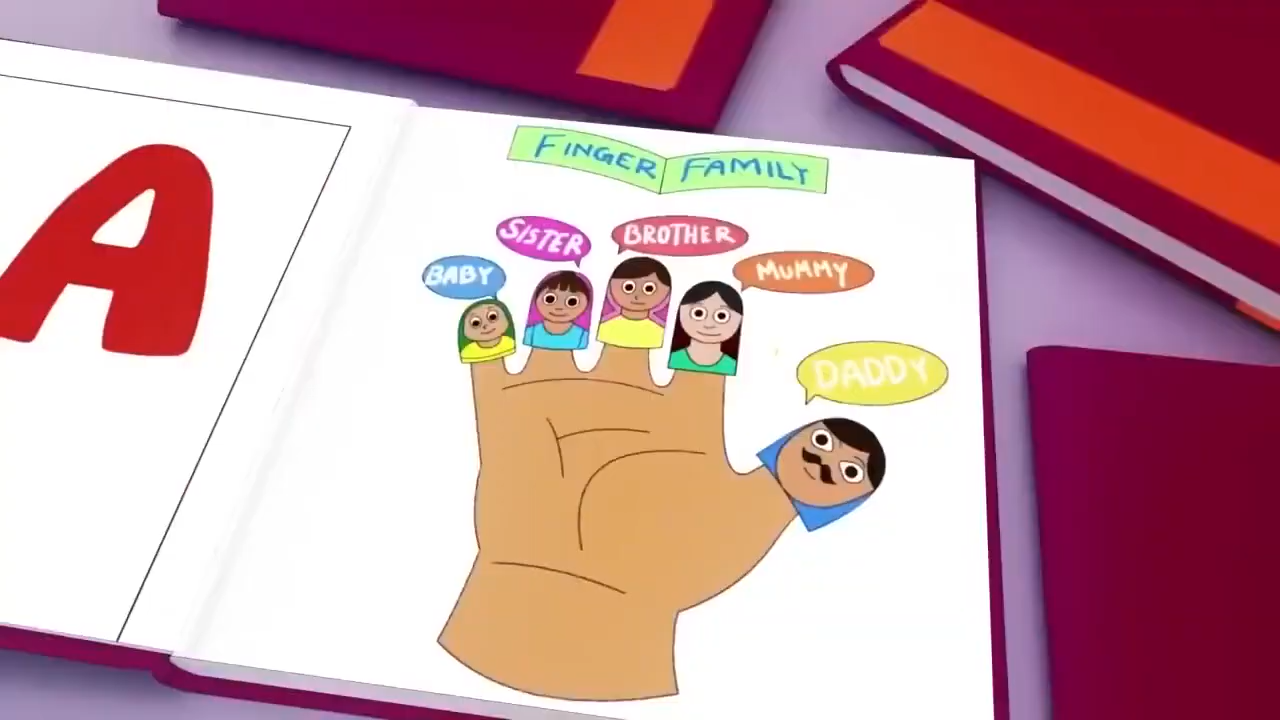 A
FINGER FAMILY
SISTER
BROTHER
BABY
MUMMY
DADDY